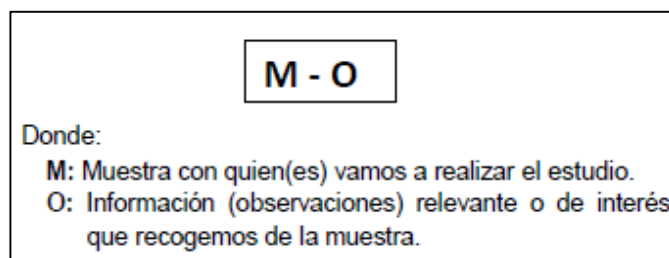 M - O
Donde:
M: Muestra con quien(es) vamos a realizar el estudio.
O: Información (observaciones) relevante o de interés
que recogemos de la muestra.